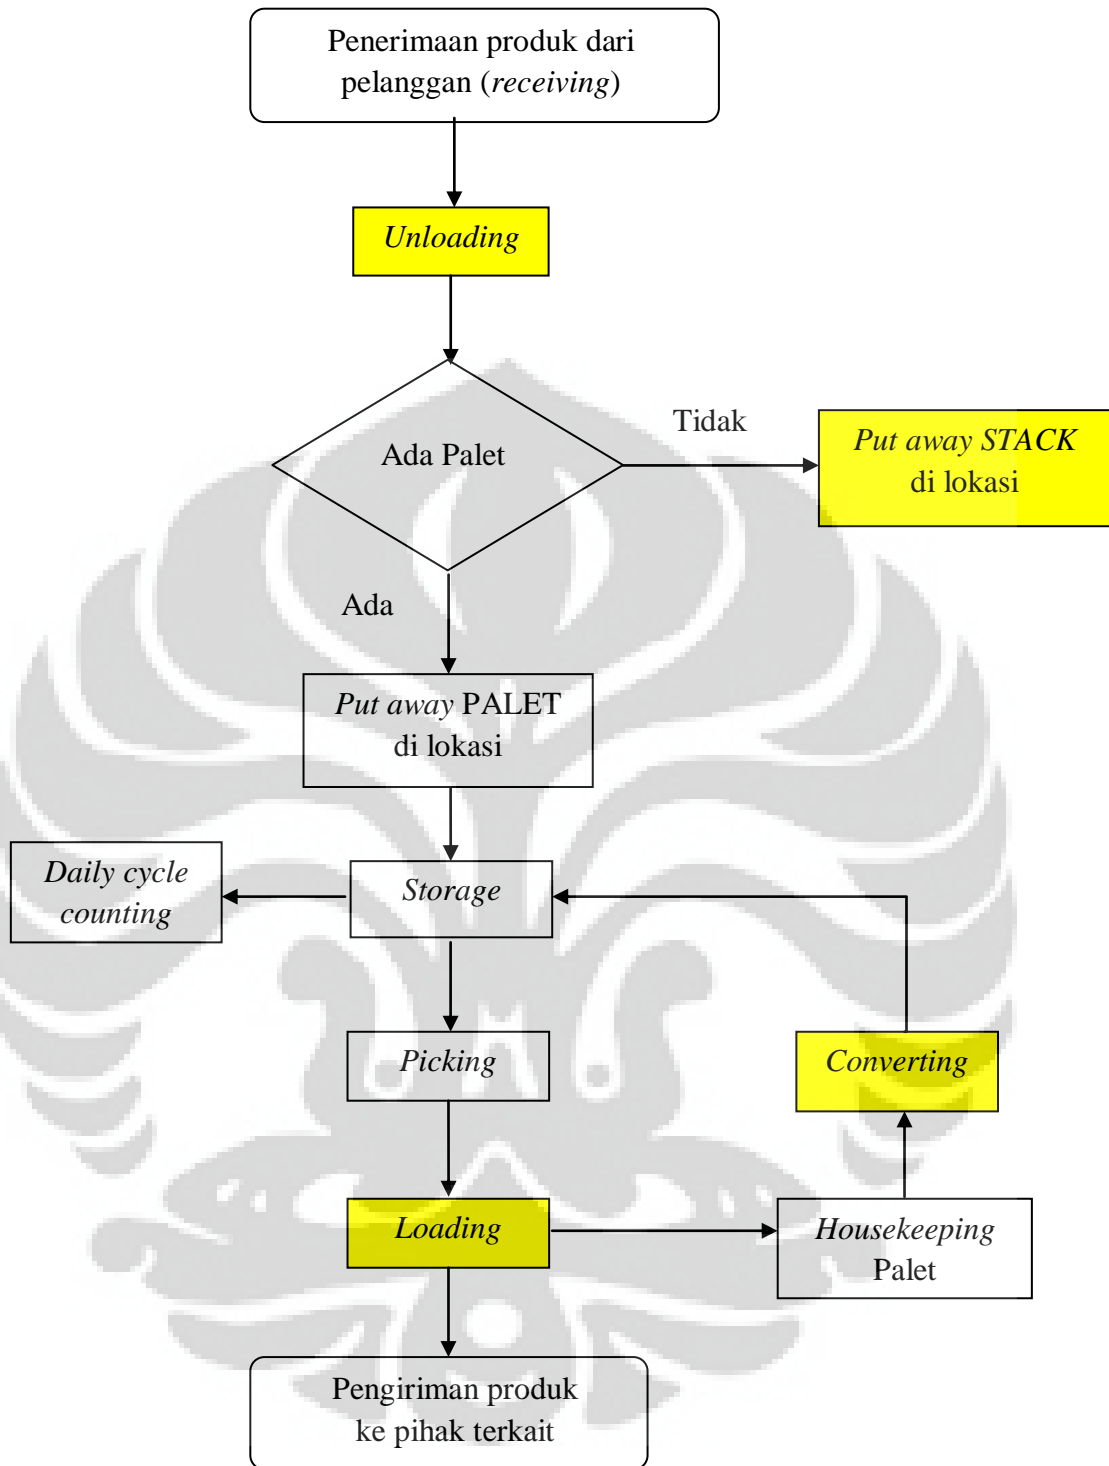 Penerimaan produk dari
pelanggan (receiving)
Unloading
Ada Palet
Tidak
Put away STACK
di lokasi
Ada
Put away PALET
di lokasi
Daily cycle
counting
Storage
Picking
Converting
Loading
Housekeeping
Palet
Pengiriman produk
ke pihak terkait